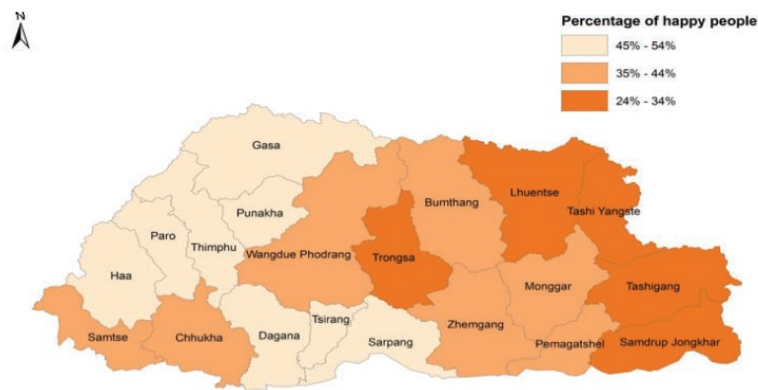 N
Percentage of happy people
45% - 54%
35% - 44%
24% - 34%
Gasa
Lhuentse
Bumthang
Tashi Yangste
Punakha
Paro
Thimphu
Wangdue Phodrang
Trongsa
Haa
Monggar
Tashigang
Tsirang
Zhemgang
Samtse
Chhukha
Dagana
Sarpang
Pemagatshel
Samdrup Jongkhar